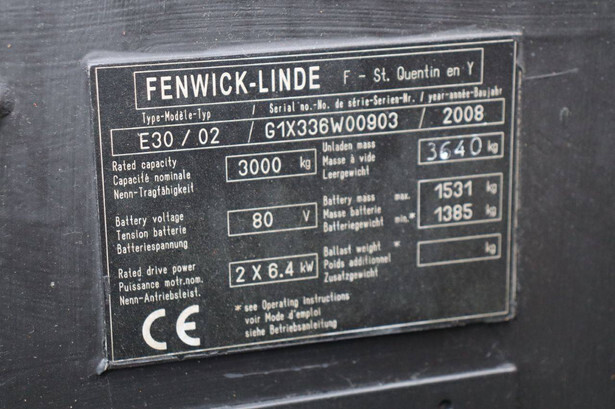 FENWICK-LINDE F - St. Quentin en Y
Type-Modèle-Typ / Serial no.-No. de série-Serien-Nr. / year-année-Baujahr
E30 / 02 / G1X336W00903 / 2008
Rated capacity
Capacité nominale
Nenn-Tragfähigkeit
3000 kg
Unladen mass
Masse à vide
Leergewicht
3640 kg
Battery voltage
Tension batterie
Batteriespannung
80 V
Battery mass max.
Masse batterie
Batteriegewicht min.*
1531 kg
1385 kg
Rated drive power
Puissance motr.nom.
Nenn-Antriebsleist.
2 X 6.4 kW
Ballast weight *
Poids additionnel
Zusatzgewicht
kg
* see Operating Instructions
voir Mode d'emploi
siehe Betriebsanleitung
CE